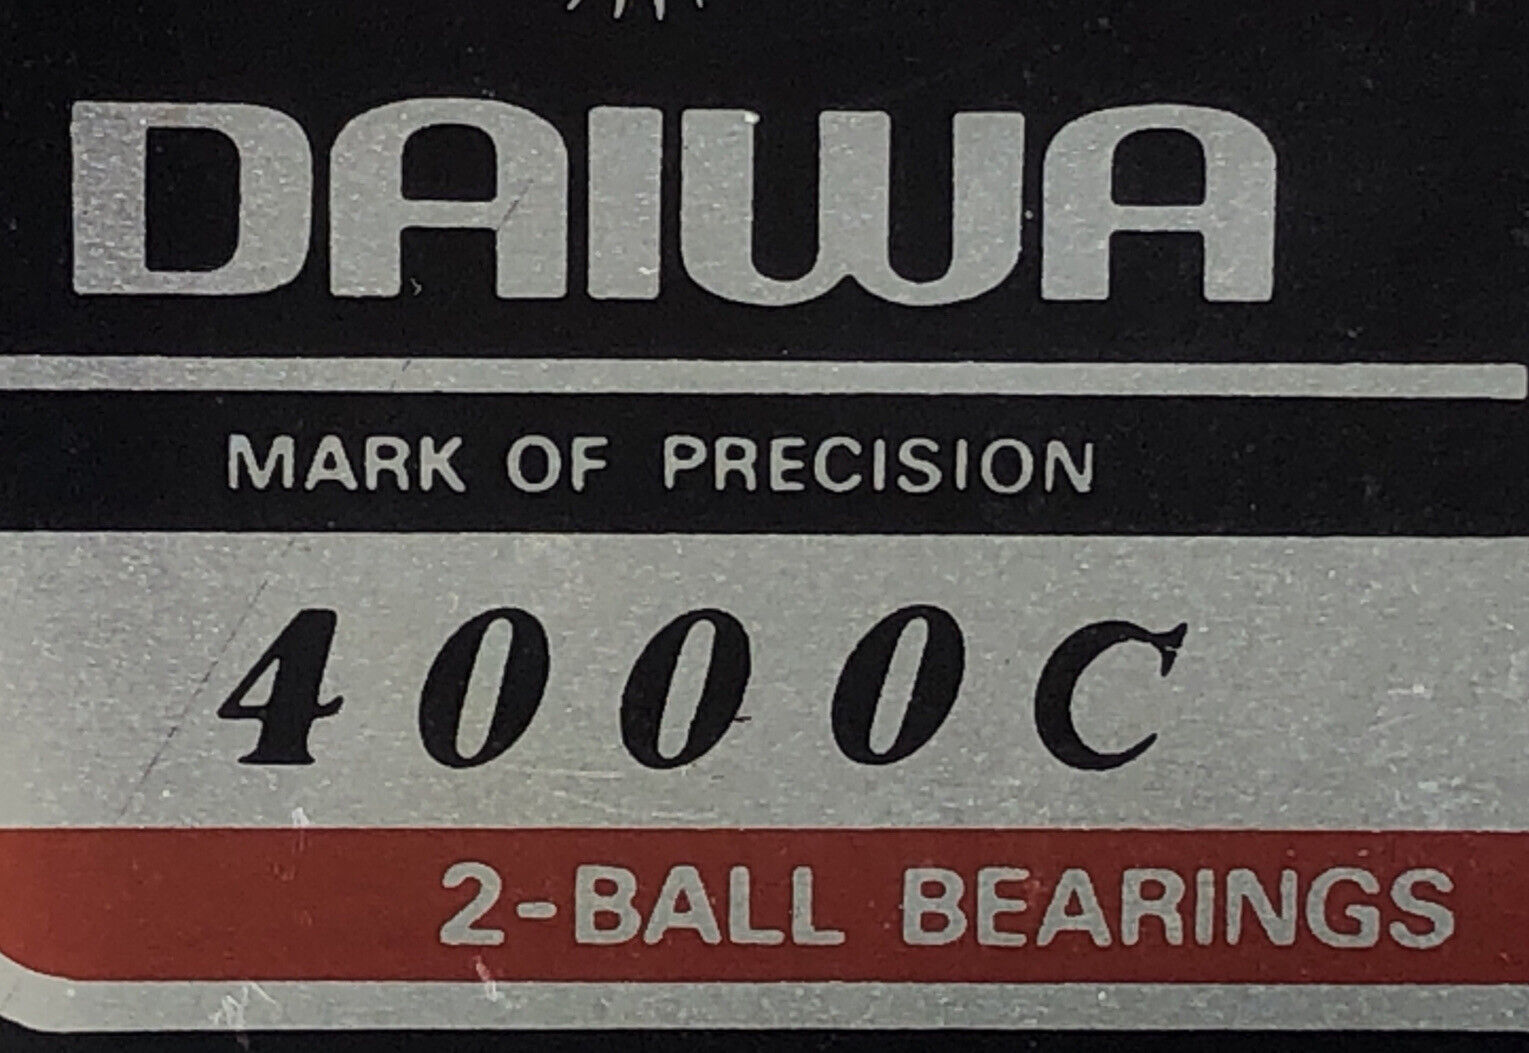 DAIWA
MARK OF PRECISION
4000C
2-BALL BEARINGS